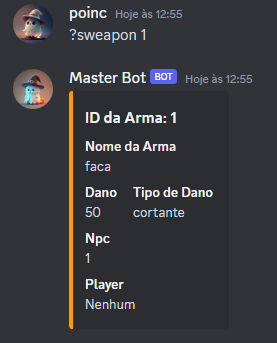 poinc Hoje às 12:55
?sweapon 1
Master Bot BOT Hoje às 12:55
ID da Arma: 1
Nome da Arma
faca
Dano Tipo de Dano
50 cortante
Npc
1
Player
Nenhum